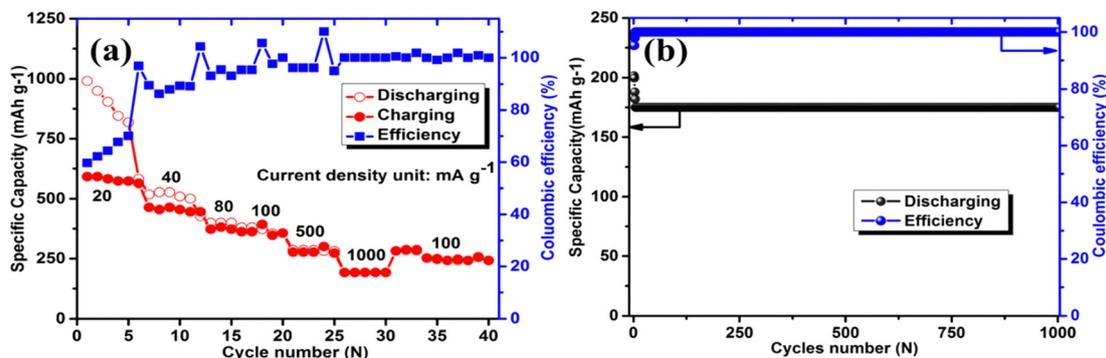 (a)
Specific Capacity (mAh g-1)
1250
1000
750
500
250
0
0 5 10 15 20 25 30 35 40
Cycle number (N)
Coluombic efficiency (%)
100
80
60
40
20
0
Discharging
Charging
Efficiency
Current density unit: mA g-1
20
40
80
100
500
1000
100
(b)
Specific Capacity(mAh g-1)
250
200
150
100
50
0
0 250 500 750 1000
Cycles number (N)
Coulombic efficiency (%)
100
80
60
40
20
0
Discharging
Efficiency